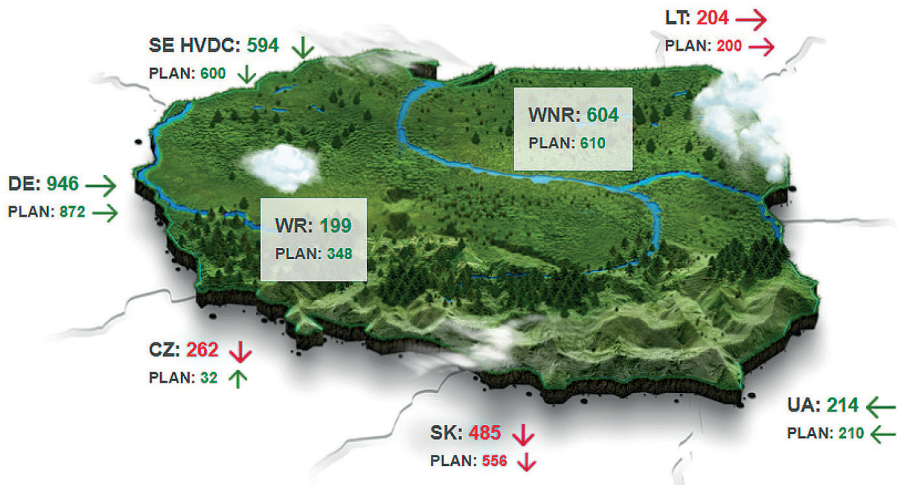 LT: 204 →
PLAN: 200 →
SE HVDC: 594 ↓
PLAN: 600 ↓
WNR: 604
PLAN: 610
DE: 946 →
PLAN: 872 →
WR: 199
PLAN: 348
CZ: 262 ↓
PLAN: 32 ↑
UA: 214 ←
PLAN: 210 ←
SK: 485 ↓
PLAN: 556 ↓